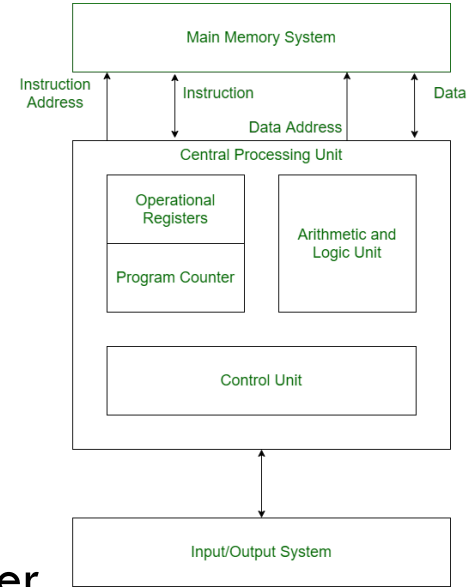 Main Memory System
Instruction
Address
Instruction
Data
Data Address
Central Processing Unit
Operational
Registers
Arithmetic and
Logic Unit
Program Counter
Control Unit
Input/Output System
er